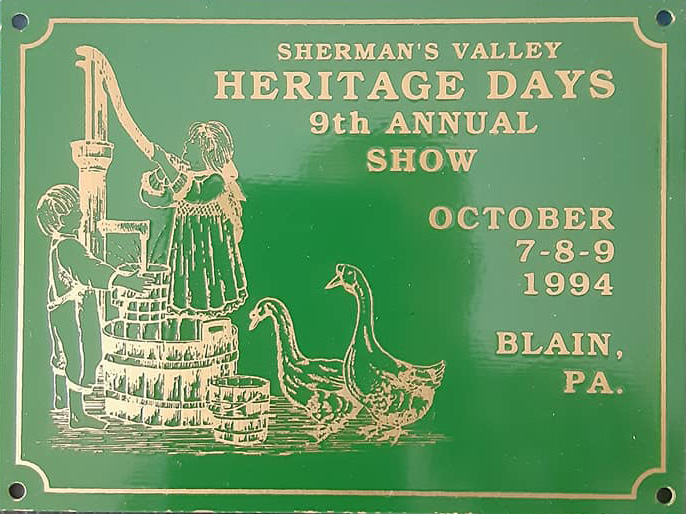 SHERMAN'S VALLEY
HERITAGE DAYS
9th ANNUAL
SHOW
OCTOBER
7-8-9
1994
BLAIN,
PA.